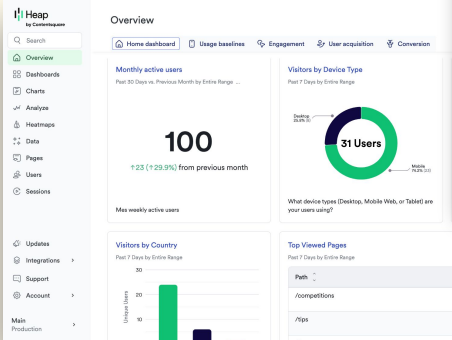 Heap
by Contentsquare
Search
Overview
Dashboards
Charts
Analyze
Heatmaps
Data
Pages
Users
Sessions
Updates
Integrations
Support
Account
Main
Production
Overview
Home dashboard
Usage baselines
Engagement
User acquisition
Conversion
Monthly active users
Past 30 Days vs. Previous Month by Entire Range ...
100
↑23 (↑29.9%) from previous month
Mes weekly active users
Visitors by Device Type
Past 7 Days by Entire Range
Desktop
31 Users
Mobile
What device types (Desktop, Mobile Web, or Tablet) are
your users using?
Visitors by Country
Past 7 Days by Entire Range
30
20
10
Unique Users
Top Viewed Pages
Past 7 Days by Entire Range
Path
/competitions
/tips